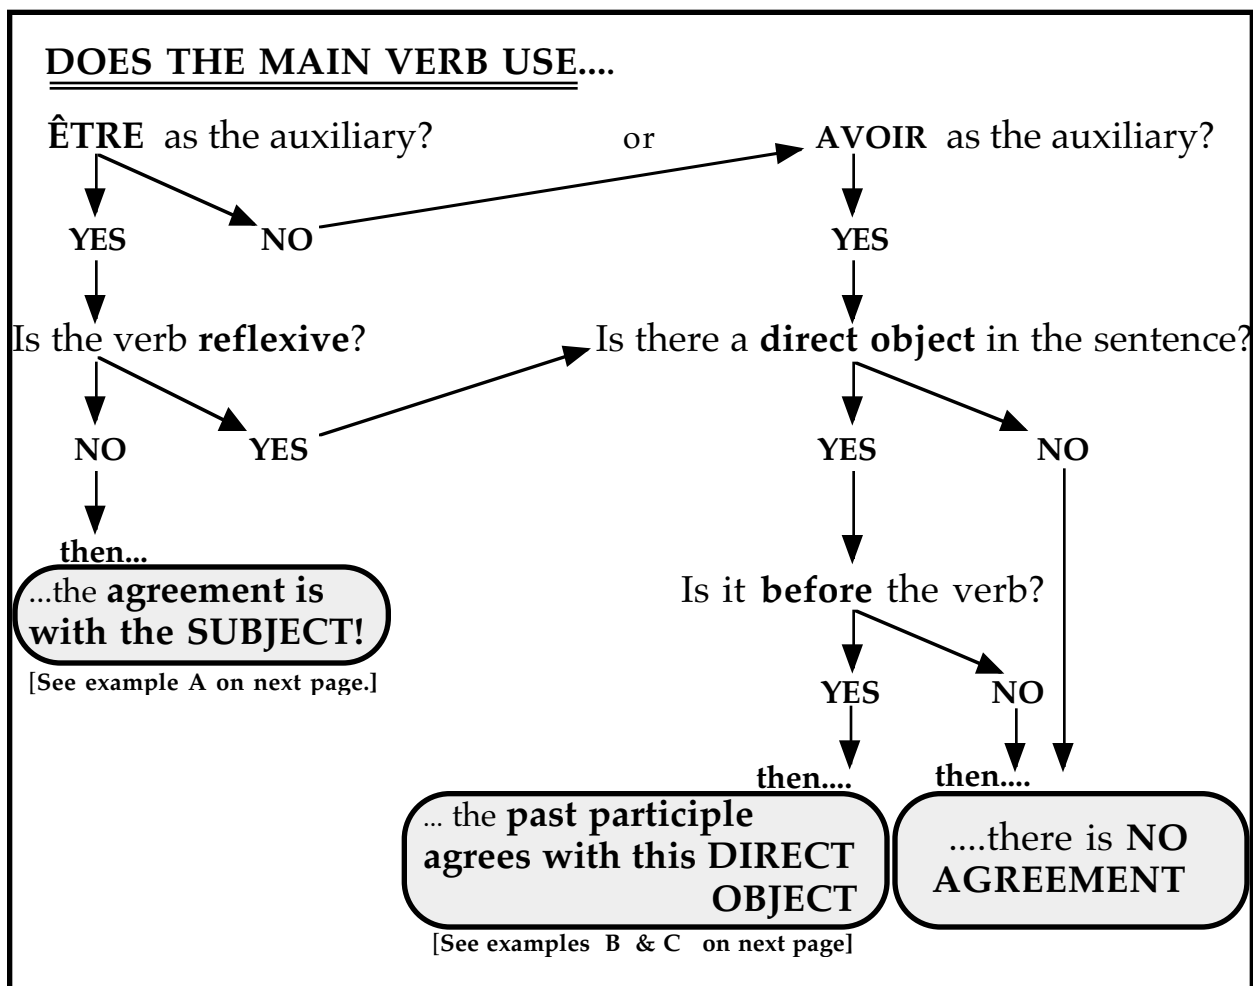 DOES THE MAIN VERB USE....
ÊTRE as the auxiliary? or AVOIR as the auxiliary?
YES NO YES
Is the verb reflexive? Is there a direct object in the sentence?
NO YES YES NO
then...
...the agreement is
with the SUBJECT!
[See example A on next page.]
Is it before the verb?
YES NO
then.... then....
... the past participle
agrees with this DIRECT
OBJECT
[See examples B & C on next page]
....there is NO
AGREEMENT